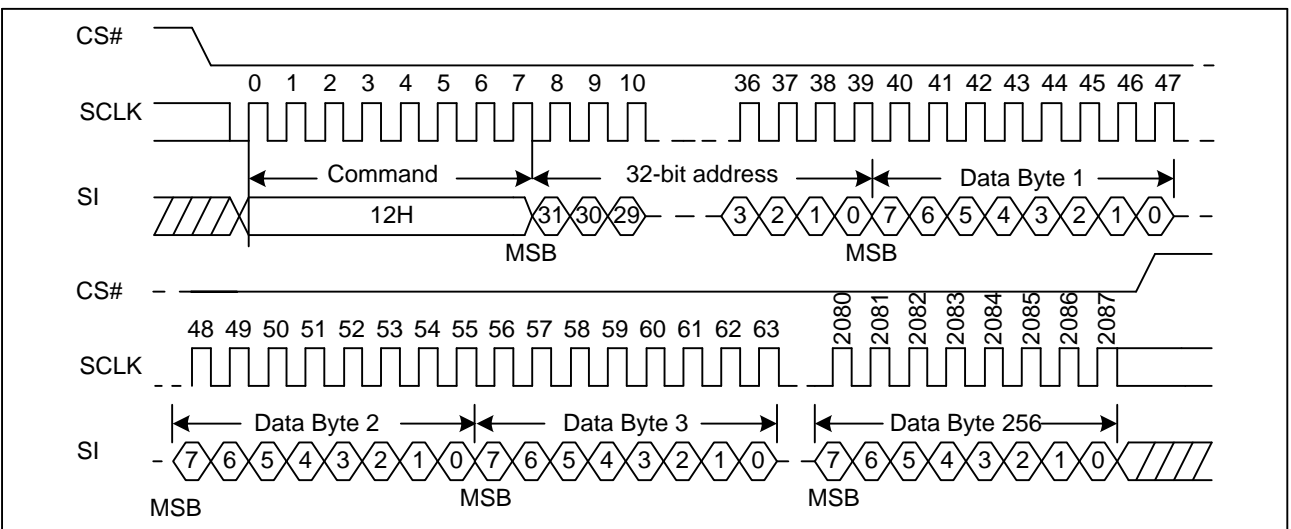 CS#
0 1 2 3 4 5 6 7 8 9 10 36 37 38 39 40 41 42 43 44 45 46 47
SCLK
Command 32-bit address Data Byte 1
SI
12H 31 30 29 3 2 1 0 7 6 5 4 3 2 1 0
MSB MSB
CS#
48 49 50 51 52 53 54 55 56 57 58 59 60 61 62 63 2080 2081 2082 2083 2084 2085 2086 2087
SCLK
Data Byte 2 Data Byte 3 Data Byte 256
SI
7 6 5 4 3 2 1 0 7 6 5 4 3 2 1 0 7 6 5 4 3 2 1 0
MSB MSB MSB